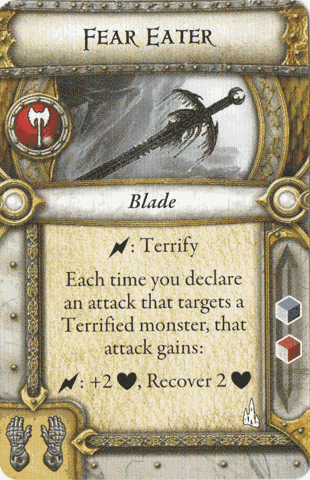 FEAR EATER
Blade
: Terrify
Each time you declare
an attack that targets a
Terrified monster, that
attack gains:
: +2 , Recover 2